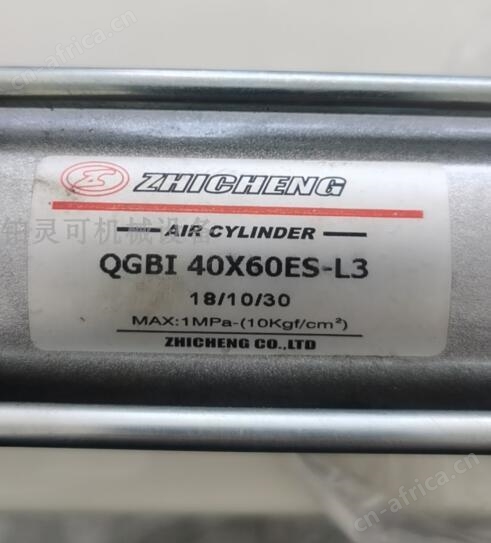 cn-africa.cn
ZHICHENG
铂灵可机械设备
AIR CYLINDER
QGBI 40X60ES-L3
18/10/30
MAX:1MPa-(10Kgf/cm²)
ZHICHENG CO.,LTD
cn-africa.cn